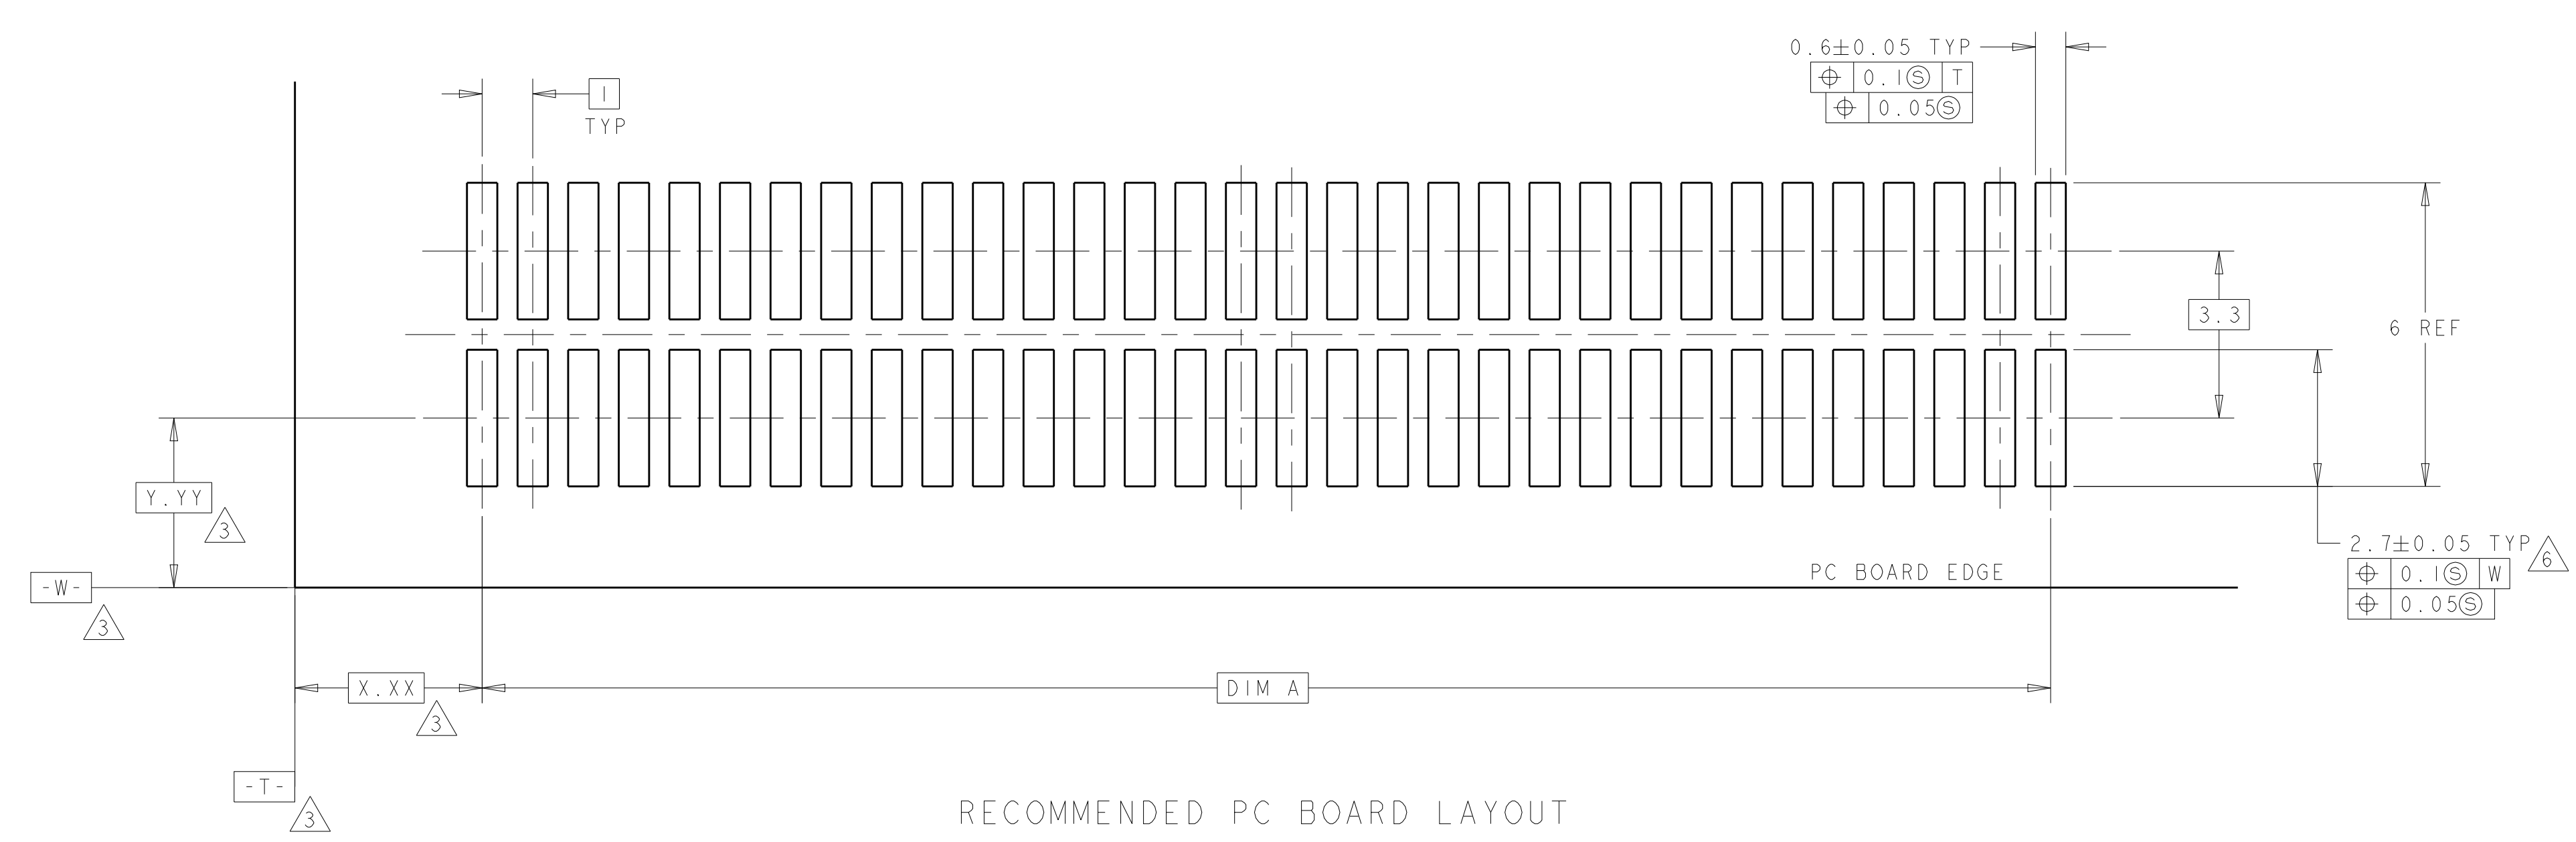 0.6±0.05 TYP
⌖ 0.1Ⓢ T
⌖ 0.05Ⓢ
1
TYP
3.3
6 REF
Y.YY
3
2.7±0.05 TYP 6
⌖ 0.1Ⓢ W
⌖ 0.05Ⓢ
PC BOARD EDGE
-W-
3
X.XX
3
DIM A
-T-
3
RECOMMENDED PC BOARD LAYOUT